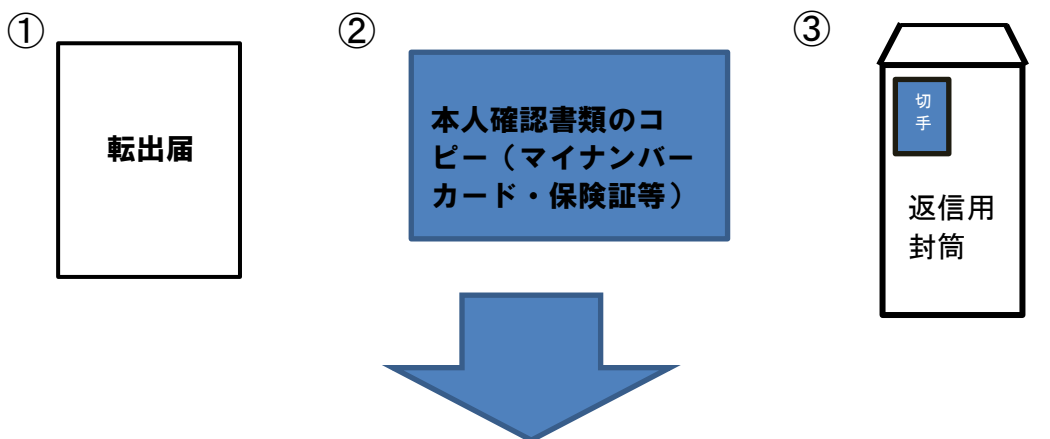 ①
転出届
②
本人確認書類のコ
ピー（マイナンバー
カード・保険証等）
③
切
手
返信用
封筒